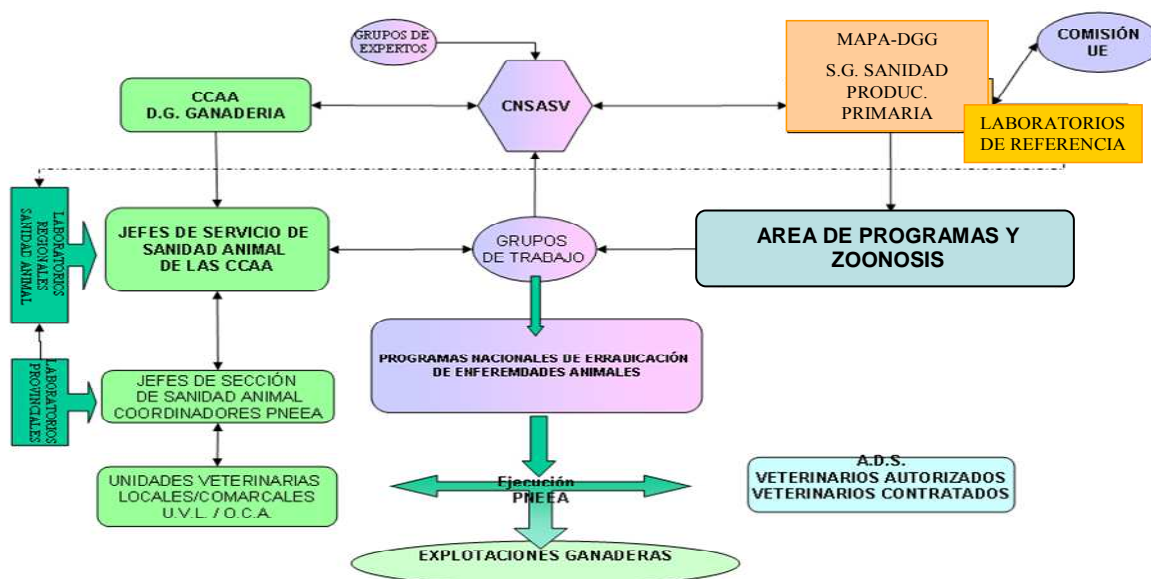 GRUPOS DE
EXPERTOS
MAPA-DGG
S.G. SANIDAD
PRODUC.
PRIMARIA
COMISIÓN
UE
CCAA
D.G. GANADERIA
CNSASV
LABORATORIOS
DE REFERENCIA
LABORATORIOS
REGIONALES
SANIDAD ANIMAL
JEFES DE SERVICIO DE
SANIDAD ANIMAL
DE LAS CCAA
GRUPOS
DE TRABAJO
AREA DE PROGRAMAS Y
ZOONOSIS
PROGRAMAS NACIONALES DE ERRADICACIÓN
DE ENFEREMDADES ANIMALES
LABORATORIOS
PROVINCIALES
JEFES DE SECCIÓN
DE SANIDAD ANIMAL
COORDINADORES PNEEA
UNIDADES VETERINARIAS
LOCALES/COMARCALES
U.V.L. / O.C.A.
Ejecución
PNEEA
A.D.S.
VETERINARIOS AUTORIZADOS
VETERINARIOS CONTRATADOS
EXPLOTACIONES GANADERAS